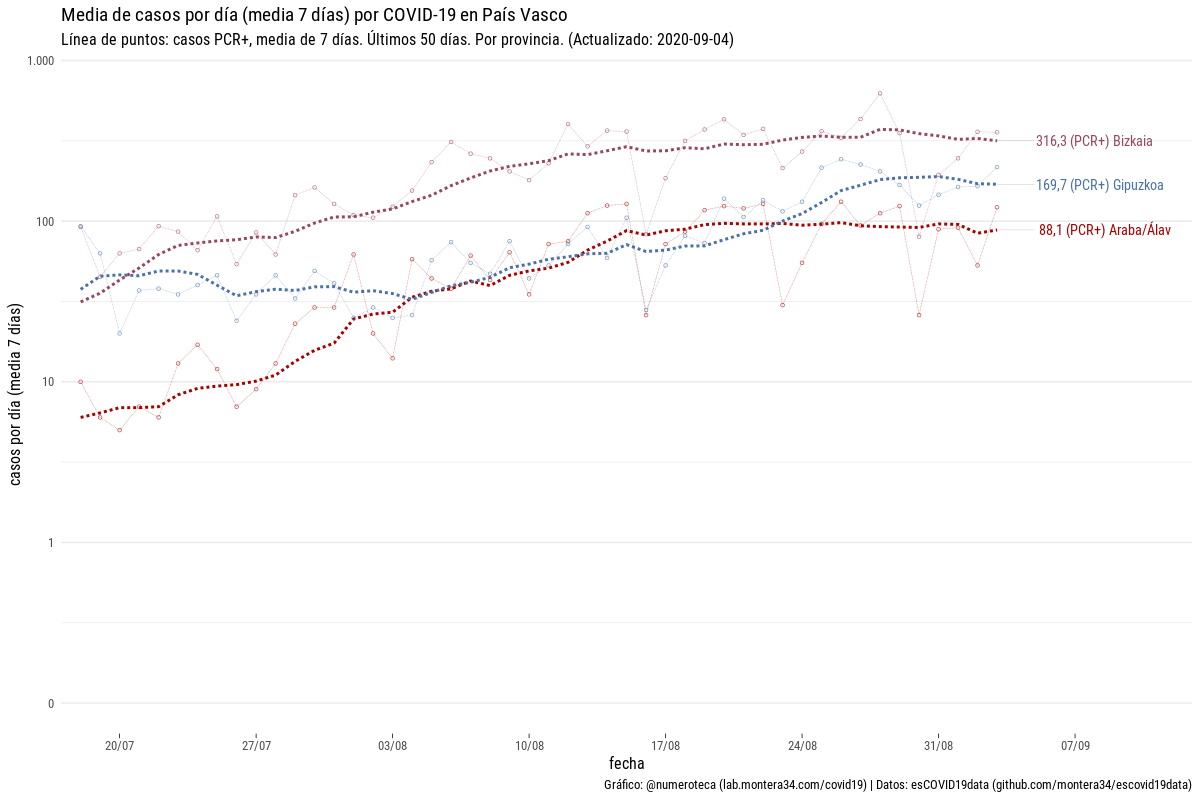 Media de casos por día (media 7 días) por COVID-19 en País Vasco
Línea de puntos: casos PCR+, media de 7 días. Últimos 50 días. Por provincia. (Actualizado: 2020-09-04)
casos por día (media 7 días)
1.000
100
10
1
0
316,3 (PCR+) Bizkaia
169,7 (PCR+) Gipuzkoa
88,1 (PCR+) Araba/Álav
20/07
27/07
03/08
10/08
17/08
24/08
31/08
07/09
fecha
Gráfico: @numeroteca (lab.montera34.com/covid19) | Datos: esCOVID19data (github.com/montera34/escovid19data)